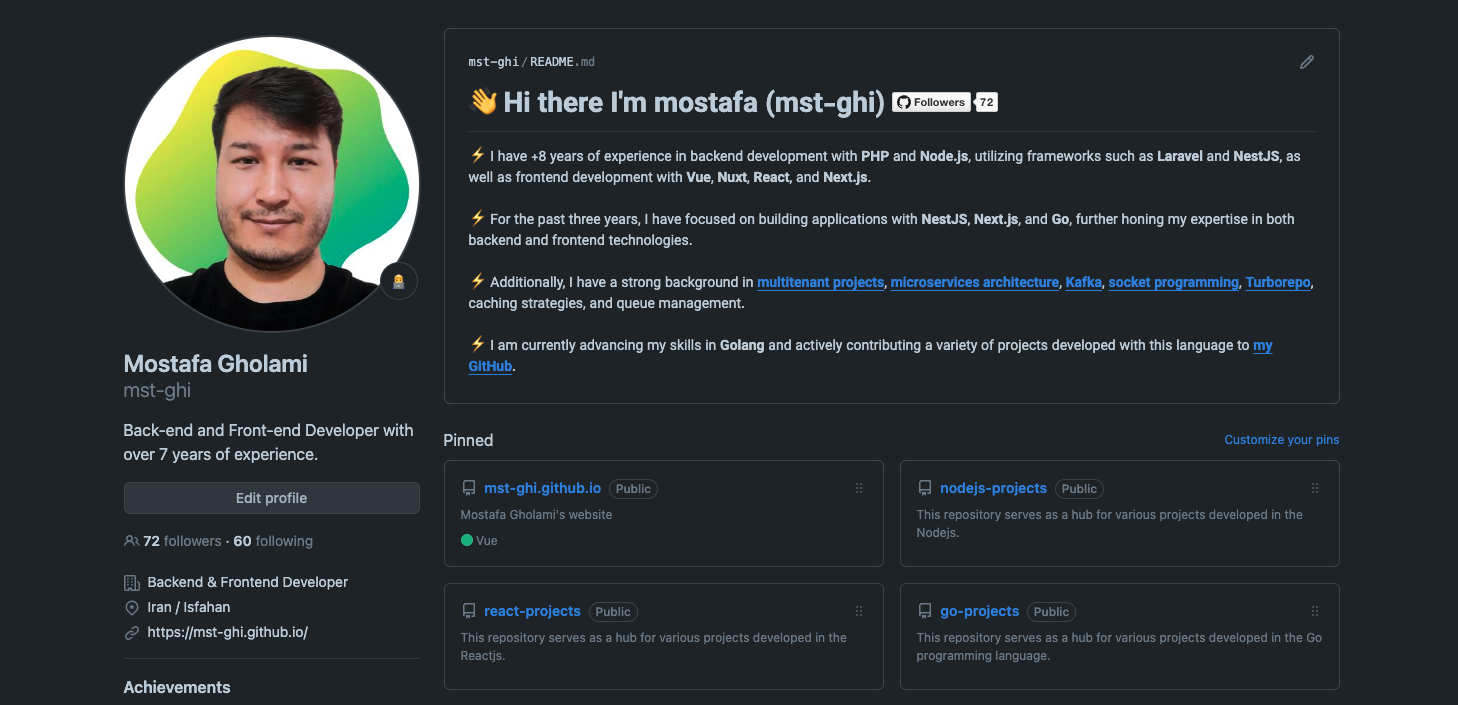 Mostafa Gholami
mst-ghi
Back-end and Front-end Developer with
over 7 years of experience.
Edit profile
72 followers · 60 following
Backend & Frontend Developer
Iran / Isfahan
https://mst-ghi.github.io/
Achievements
mst-ghi/README.md
👋 Hi there I'm mostafa (mst-ghi) Followers 72
⚡ I have +8 years of experience in backend development with PHP and Node.js, utilizing frameworks such as Laravel and NestJS, as
well as frontend development with Vue, Nuxt, React, and Next.js.
⚡ For the past three years, I have focused on building applications with NestJS, Next.js, and Go, further honing my expertise in both
backend and frontend technologies.
⚡ Additionally, I have a strong background in multitenant projects, microservices architecture, Kafka, socket programming, Turborepo,
caching strategies, and queue management.
⚡ I am currently advancing my skills in Golang and actively contributing a variety of projects developed with this language to my
GitHub.
Pinned
Customize your pins
mst-ghi.github.io Public
Mostafa Gholami's website
Vue
nodejs-projects Public
This repository serves as a hub for various projects developed in the
Nodejs.
react-projects Public
This repository serves as a hub for various projects developed in the
Reactjs.
go-projects Public
This repository serves as a hub for various projects developed in the Go
programming language.